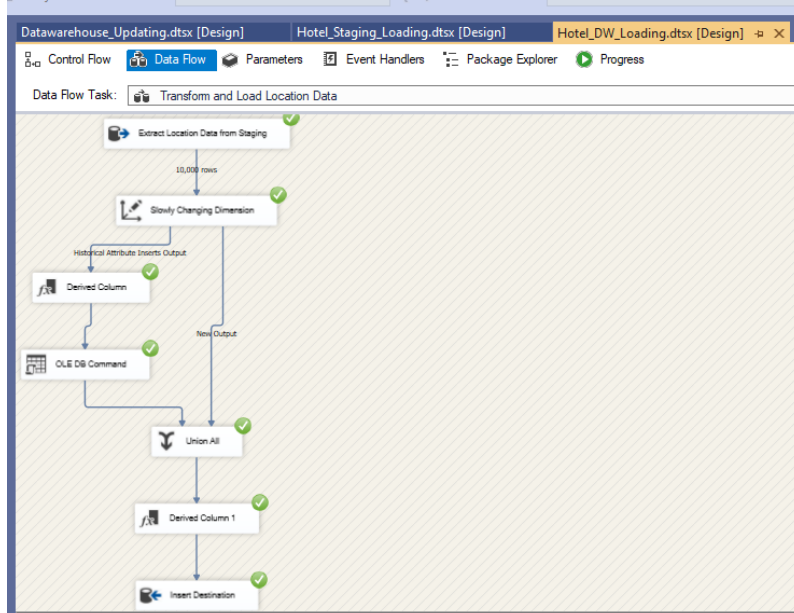 Datawarehouse_Updating.dtsx [Design] Hotel_Staging_Loading.dtsx [Design] Hotel_DW_Loading.dtsx [Design]
Control Flow Data Flow Parameters Event Handlers Package Explorer Progress
Data Flow Task: Transform and Load Location Data
Extract Location Data from Staging
10,000 rows
Slowly Changing Dimension
Historical Attribute Inserts Output
Derived Column
New Output
OLE DB Command
Union All
Derived Column 1
Insert Destination